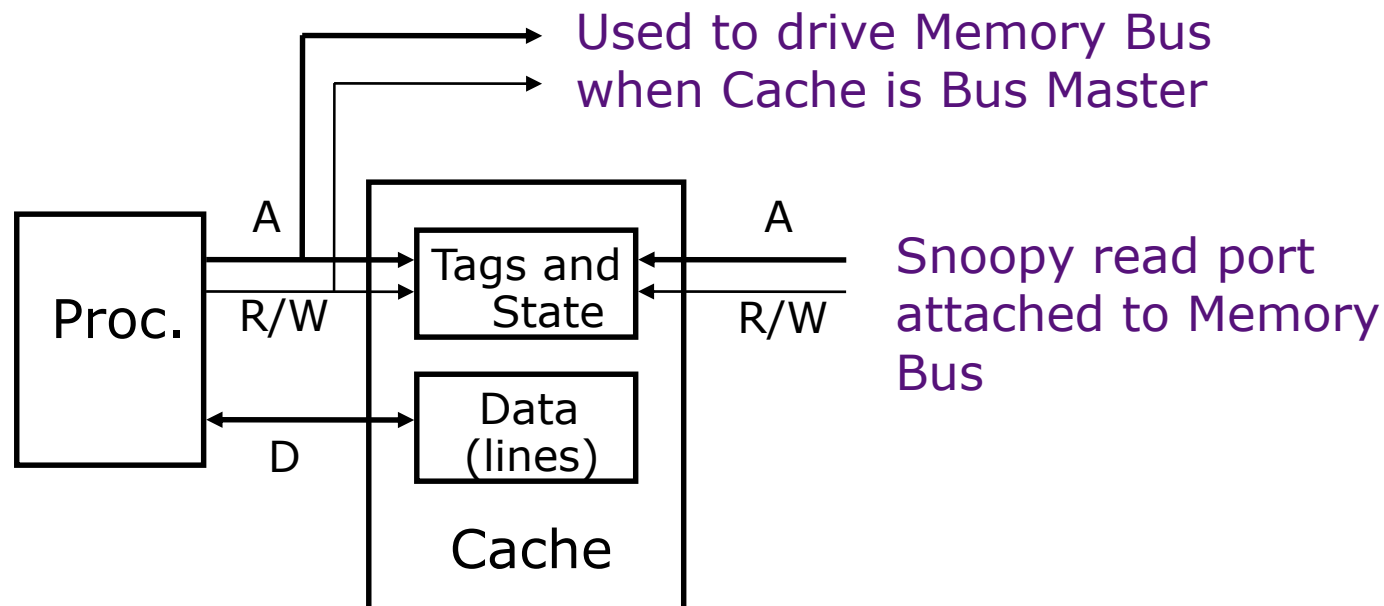 Used to drive Memory Bus
when Cache is Bus Master
A
A
Tags and
State
Snoopy read port
attached to Memory
Bus
Proc.
R/W
R/W
Data
(lines)
D
Cache